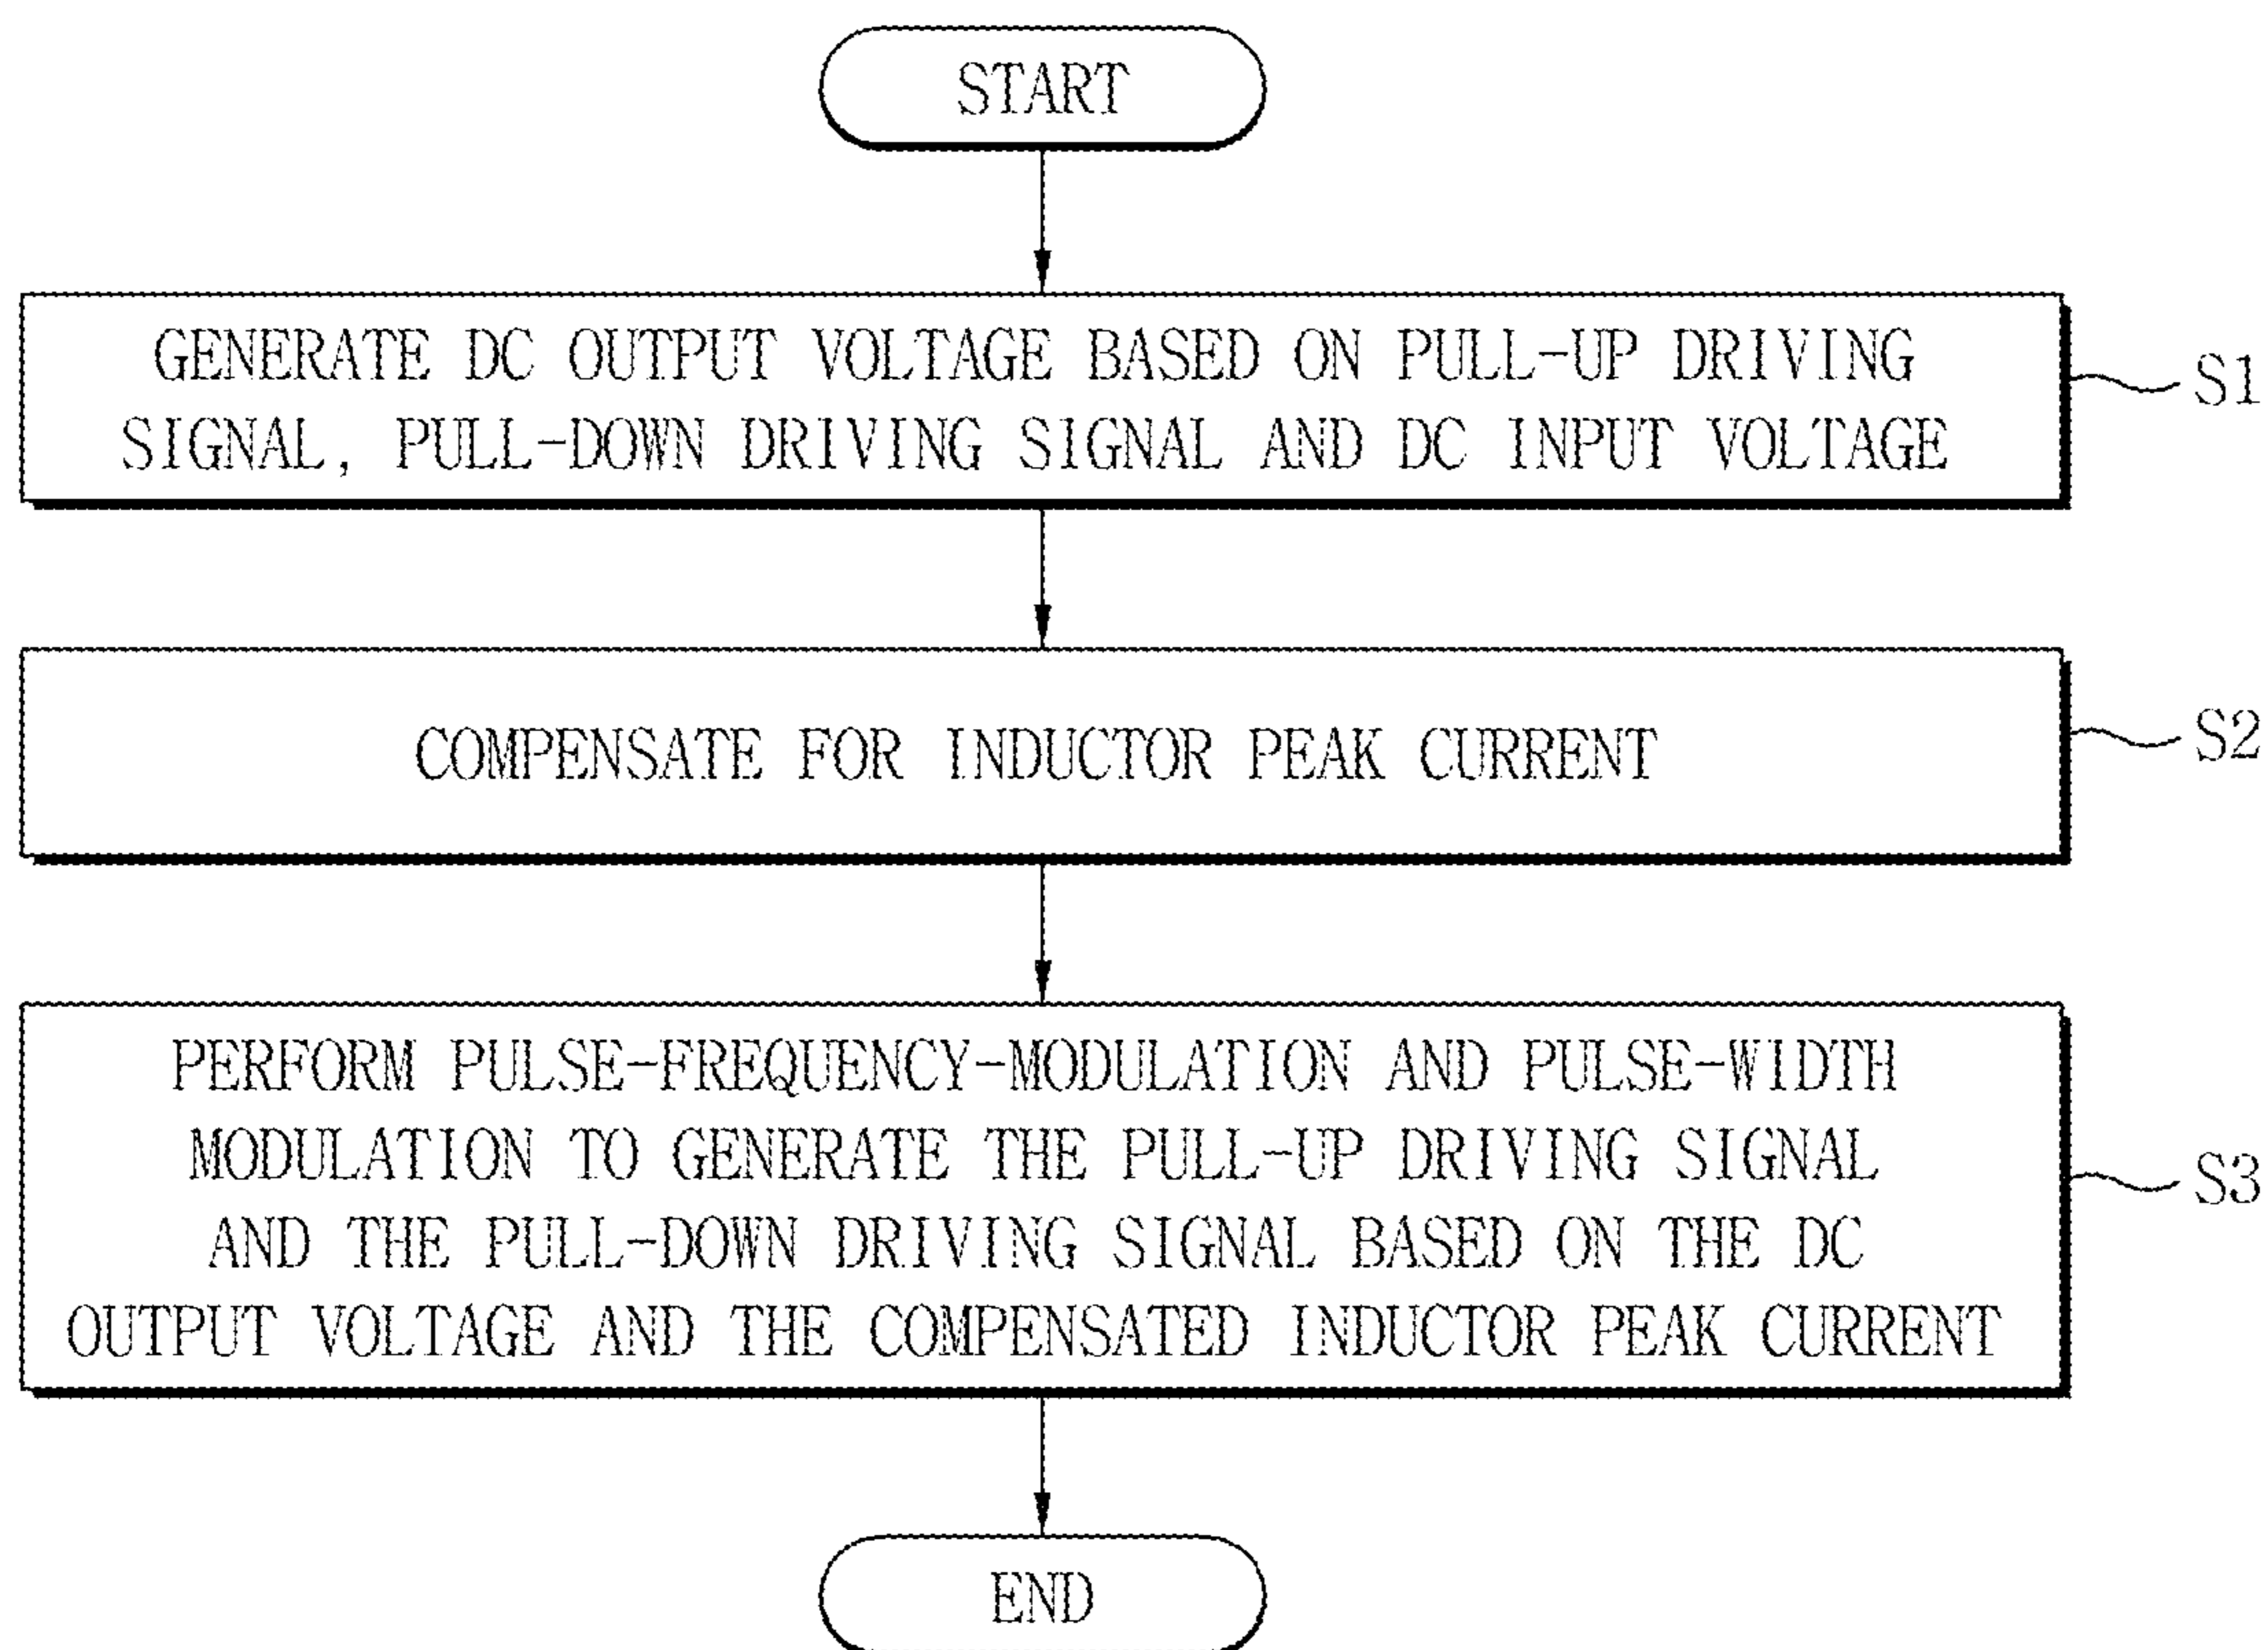 START
GENERATE DC OUTPUT VOLTAGE BASED ON PULL-UP DRIVING
SIGNAL, PULL-DOWN DRIVING SIGNAL AND DC INPUT VOLTAGE
S1
COMPENSATE FOR INDUCTOR PEAK CURRENT
S2
PERFORM PULSE-FREQUENCY-MODULATION AND PULSE-WIDTH
MODULATION TO GENERATE THE PULL-UP DRIVING SIGNAL
AND THE PULL-DOWN DRIVING SIGNAL BASED ON THE DC
OUTPUT VOLTAGE AND THE COMPENSATED INDUCTOR PEAK CURRENT
S3
END